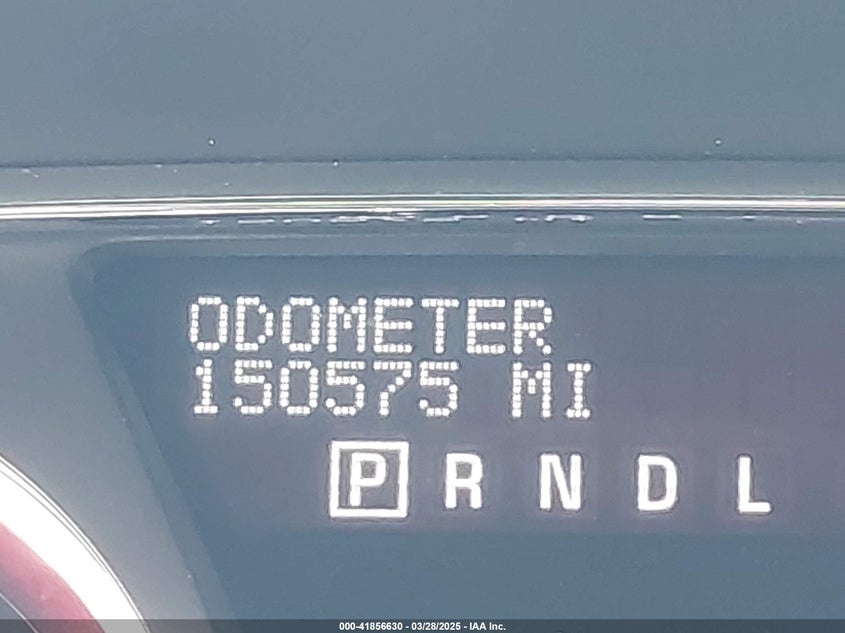 ODOMETER
150575 MI
P R N D L
000-41856630 - 03/28/2025 - IAA Inc.